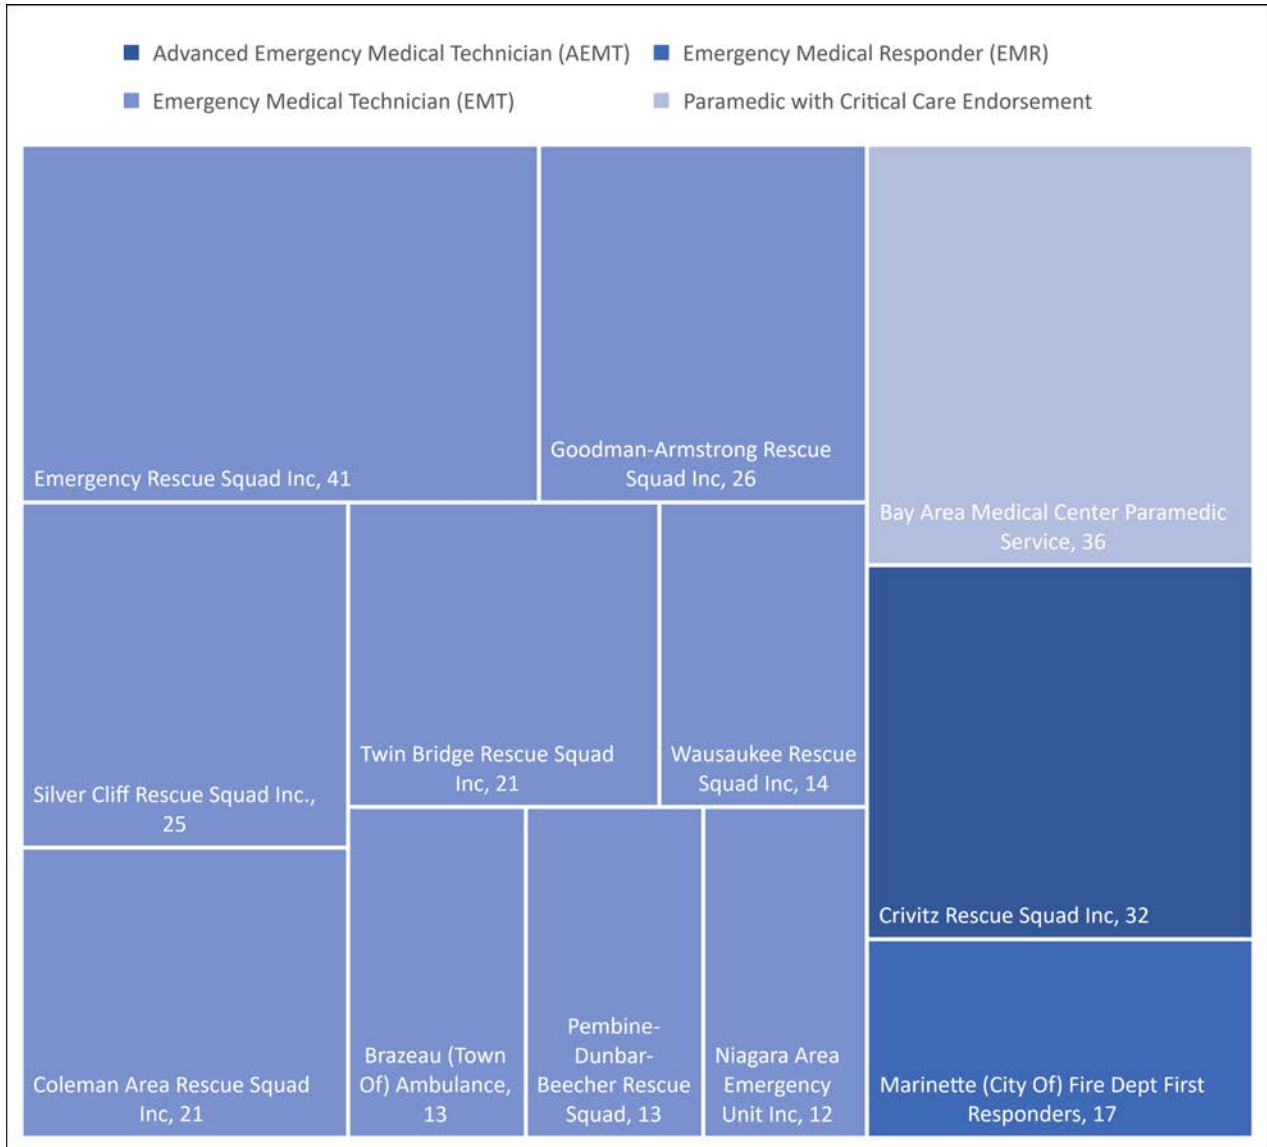 Advanced Emergency Medical Technician (AEMT)
Emergency Medical Responder (EMR)
Emergency Medical Technician (EMT)
Paramedic with Critical Care Endorsement
Emergency Rescue Squad Inc, 41
Goodman-Armstrong Rescue
Squad Inc, 26
Bay Area Medical Center Paramedic
Service, 36
Silver Cliff Rescue Squad Inc.,
25
Twin Bridge Rescue Squad
Inc, 21
Wausaukee Rescue
Squad Inc, 14
Crivitz Rescue Squad Inc, 32
Coleman Area Rescue Squad
Inc, 21
Brazeau (Town
Of) Ambulance,
13
Pembine-
Dunbar-
Beecher Rescue
Squad, 13
Niagara Area
Emergency
Unit Inc, 12
Marinette (City Of) Fire Dept First
Responders, 17